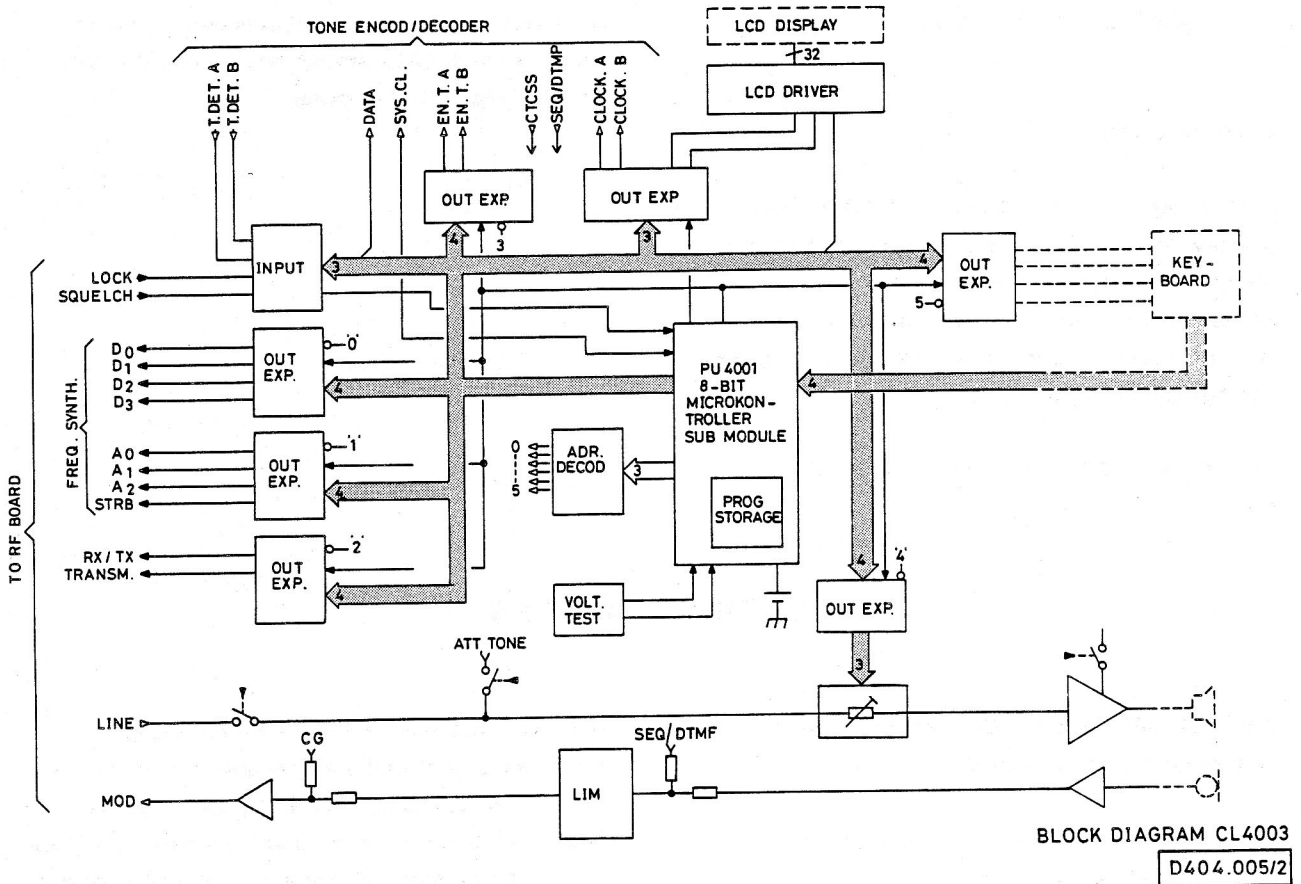 TONE ENCOD/DECODER
LCD DISPLAY
32
LCD DRIVER
T.DET. A
T.DET. B
DATA
SYS.CL.
EN.T. A
EN.T. B
CTCSS
SEQ/DTMP
CLOCK. A
CLOCK. B
OUT EXP.
3
OUT EXP
4
3
INPUT
3
4
OUT
EXP.
5
KEY-
BOARD
LOCK
SQUELCH
TO RF BOARD
FREQ. SYNTH.
D0
D1
D2
D3
OUT
EXP.
'0'
4
PU 4001
8-BIT
MICROKON-
TROLLER
SUB MODULE
4
A0
A1
A2
STRB
OUT
EXP.
'1'
4
0
5
ADR.
DECOD
3
PROG
STORAGE
RX/TX
TRANSM.
OUT
EXP.
'2'
4
VOLT.
TEST
4
'4'
OUT EXP.
3
ATT TONE
LINE
CG
SEQ/DTMF
MOD
LIM
BLOCK DIAGRAM CL4003
D404.005/2